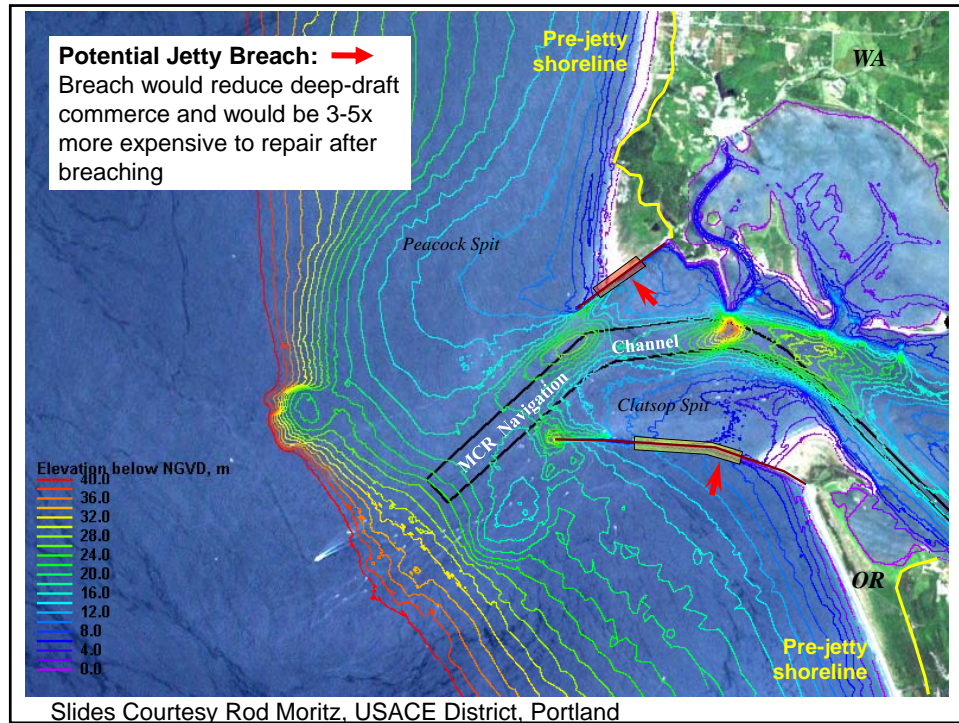 Potential Jetty Breach:
Breach would reduce deep-draft
commerce and would be 3-5x
more expensive to repair after
breaching
Pre-jetty
shoreline
WA
Peacock Spit
Channel
MCR Navigation
Clatsop Spit
Elevation below NGVD, m
40.0
36.0
32.0
28.0
24.0
20.0
16.0
12.0
8.0
4.0
0.0
OR
Pre-jetty
shoreline
Slides Courtesy Rod Moritz, USACE District, Portland